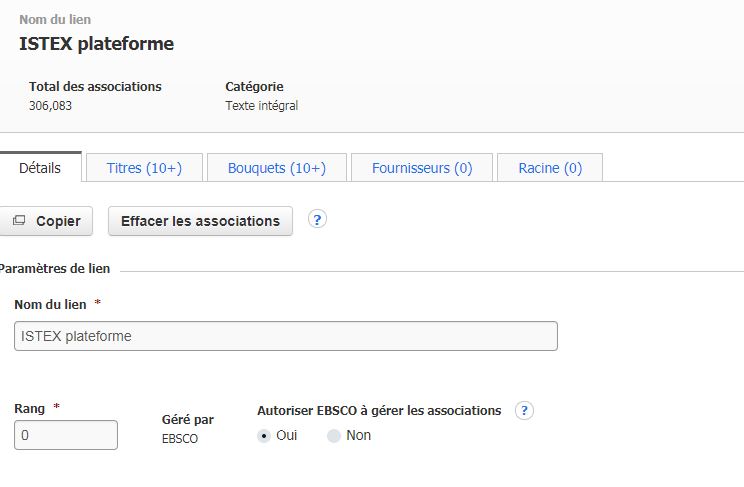 Nom du lien
ISTEX plateforme
Total des associations Catégorie
306,083 Texte intégral
Détails Titres (10+) Bouquets (10+) Fournisseurs (0) Racine (0)
Copier Effacer les associations ?
Paramètres de lien
Nom du lien *
ISTEX plateforme
Rang * Géré par Autoriser EBSCO à gérer les associations ?
0 EBSCO Oui Non